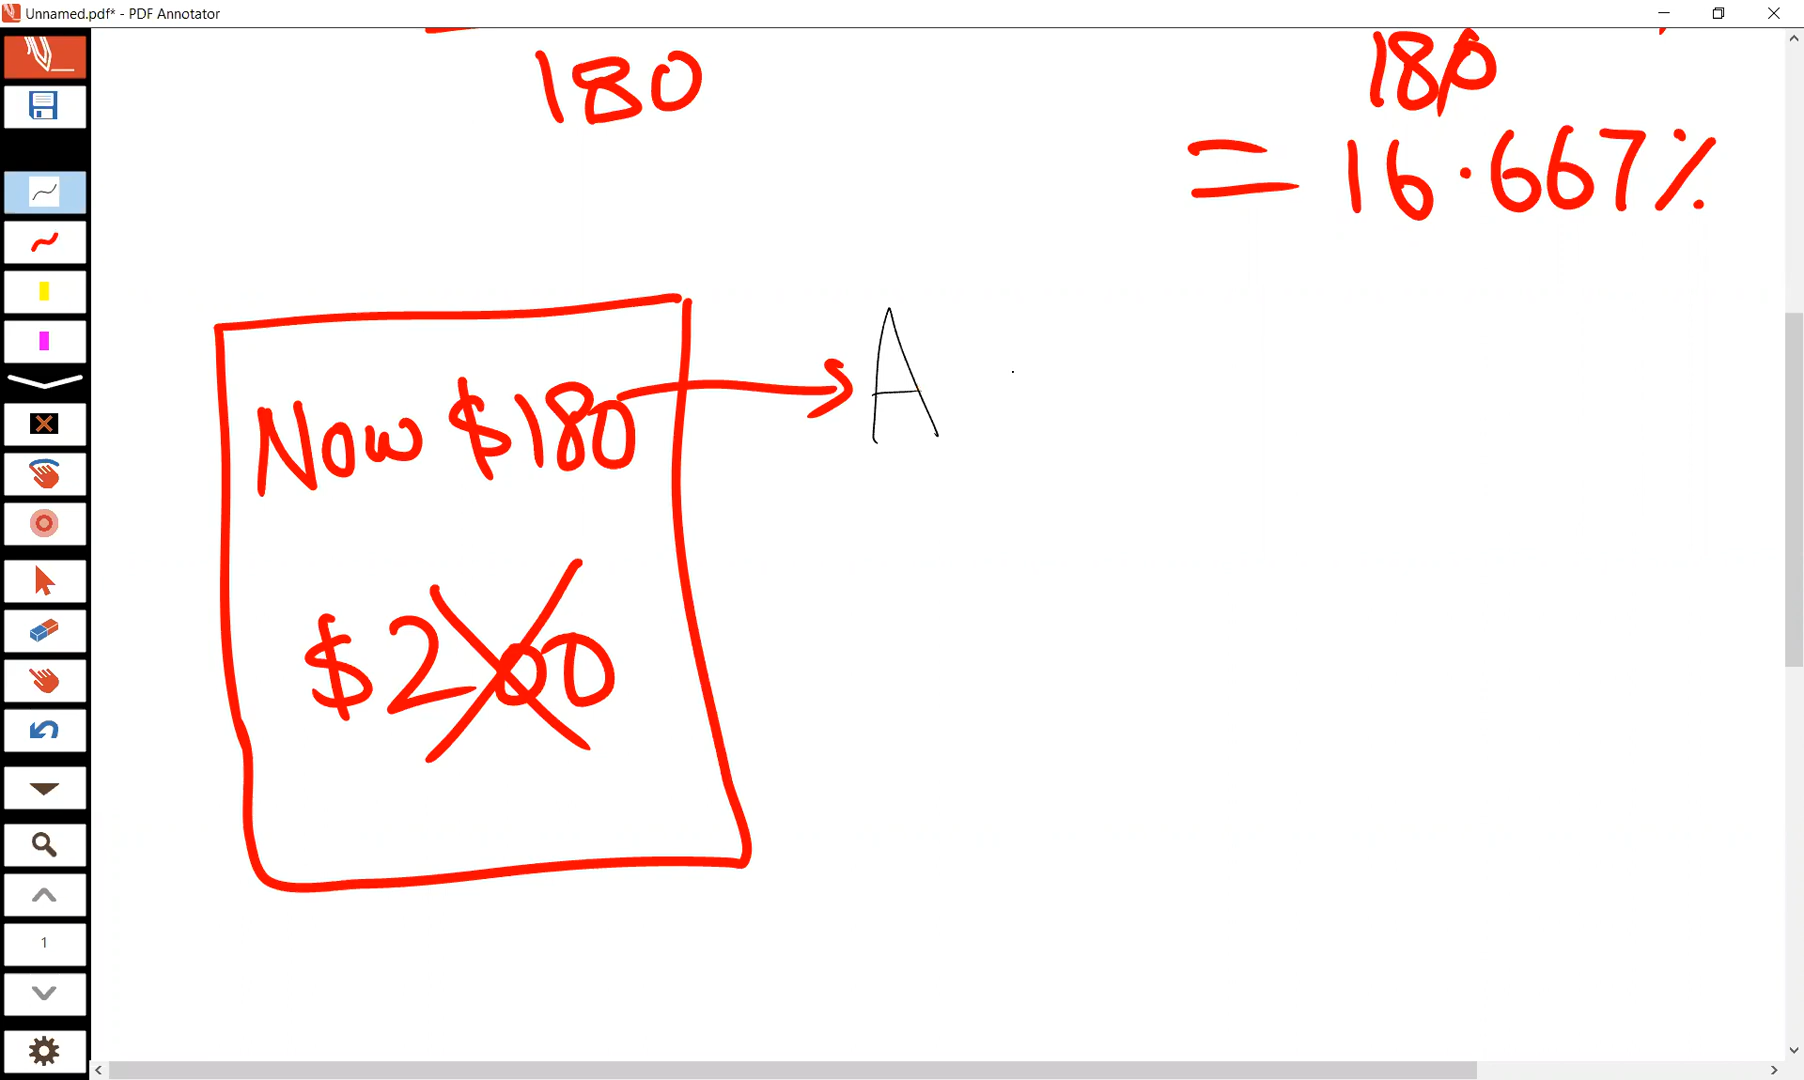 Unnamed.pdf* - PDF Annotator
180
180
= 16.667%
Now $180 → A
$200
1